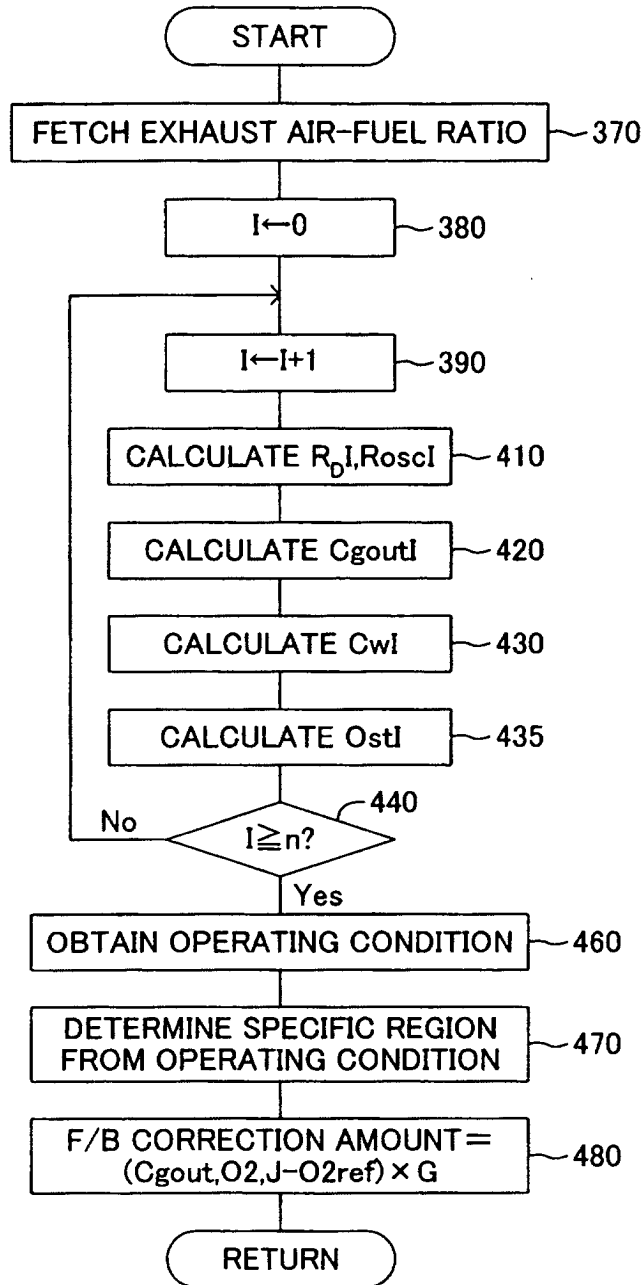 START
FETCH EXHAUST AIR-FUEL RATIO 370
I←0 380
I←I+1 390
CALCULATE R_DI,RoscI 410
CALCULATE CgoutI 420
CALCULATE CwI 430
CALCULATE OstI 435
440
No I≧n?
Yes
OBTAIN OPERATING CONDITION 460
DETERMINE SPECIFIC REGION
FROM OPERATING CONDITION 470
F/B CORRECTION AMOUNT=
(Cgout,O2,J-O2ref)×G 480
RETURN